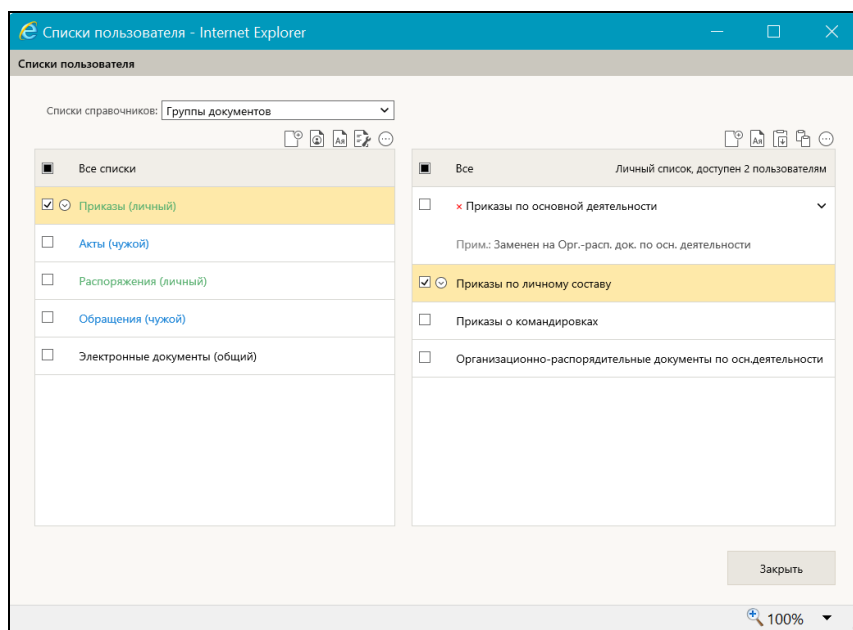 Списки пользователя - Internet Explorer
Списки пользователя
Списки справочников: Группы документов
Ая
Ая
Все списки
Все Личный список, доступен 2 пользователям
Приказы (личный)
× Приказы по основной деятельности
Акты (чужой)
Прим.: Заменен на Орг.-расп. док. по осн. деятельности
Распоряжения (личный)
Приказы по личному составу
Обращения (чужой)
Приказы о командировках
Электронные документы (общий)
Организационно-распорядительные документы по осн.деятельности
Закрыть
100%